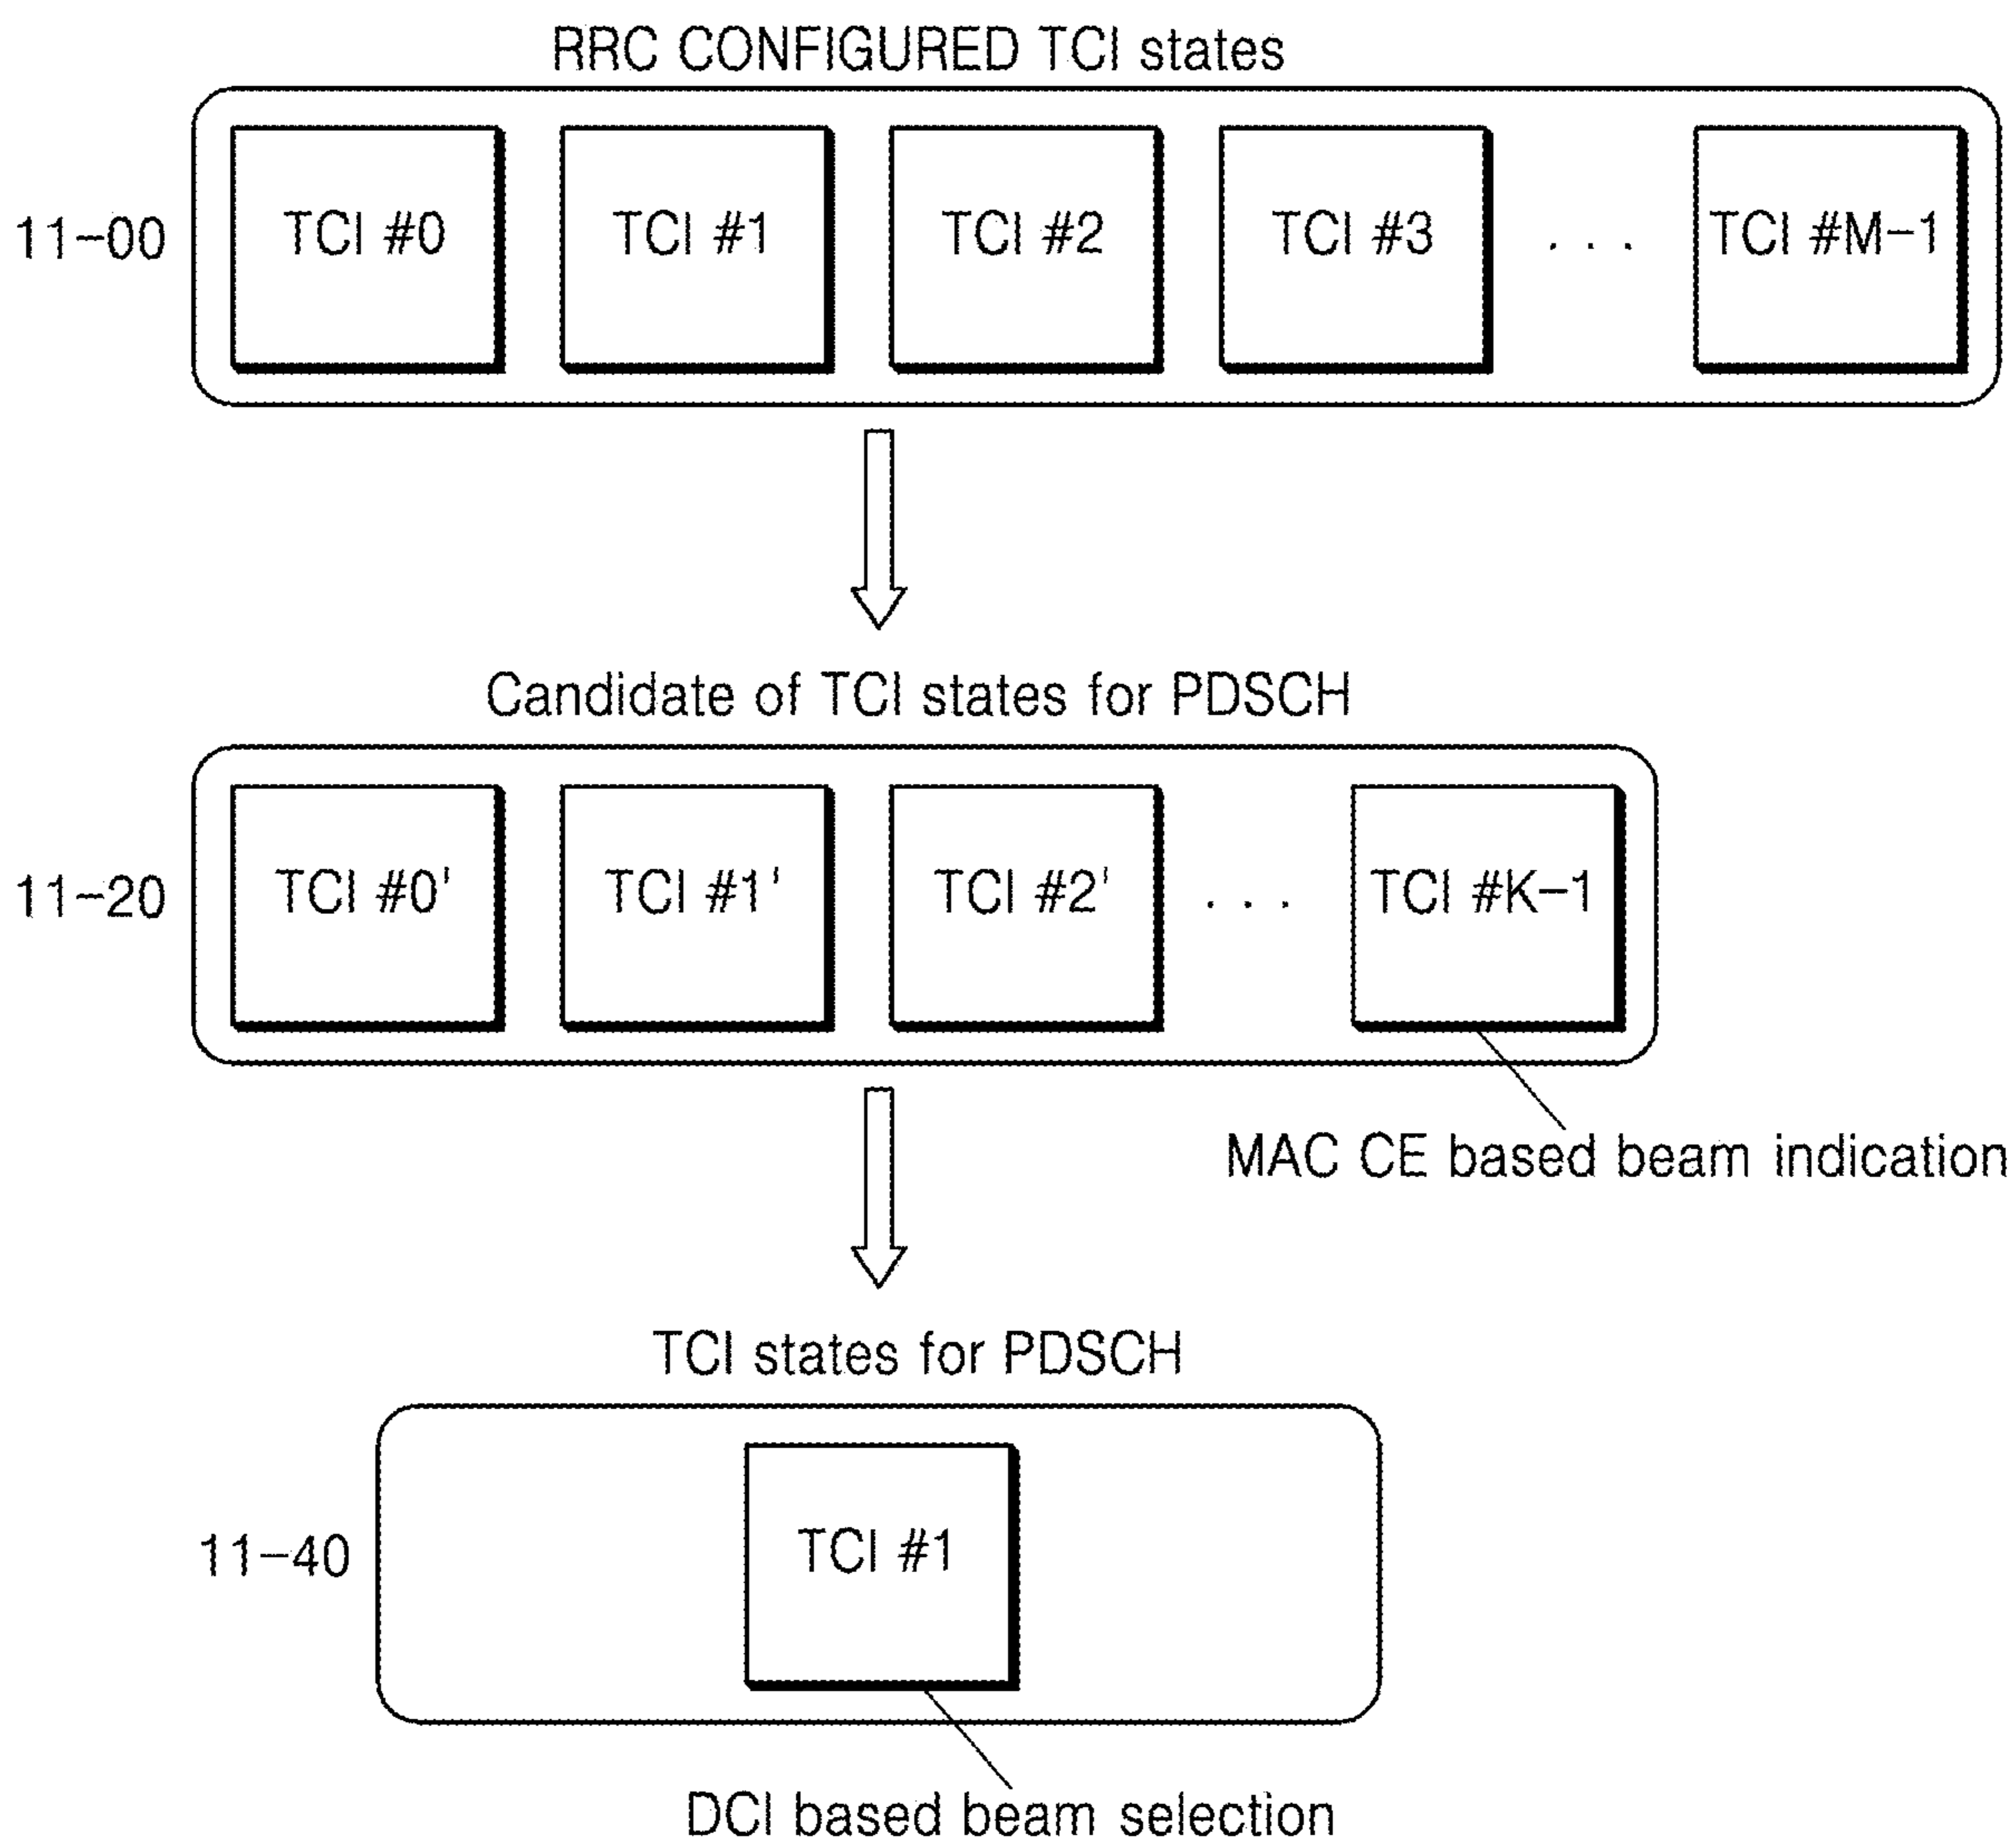 RRC CONFIGURED TCI states
11-00 TCI #0 TCI #1 TCI #2 TCI #3 . . . TCI #M-1
Candidate of TCI states for PDSCH
11-20 TCI #0' TCI #1' TCI #2' . . . TCI #K-1
MAC CE based beam indication
TCI states for PDSCH
11-40 TCI #1
DCI based beam selection